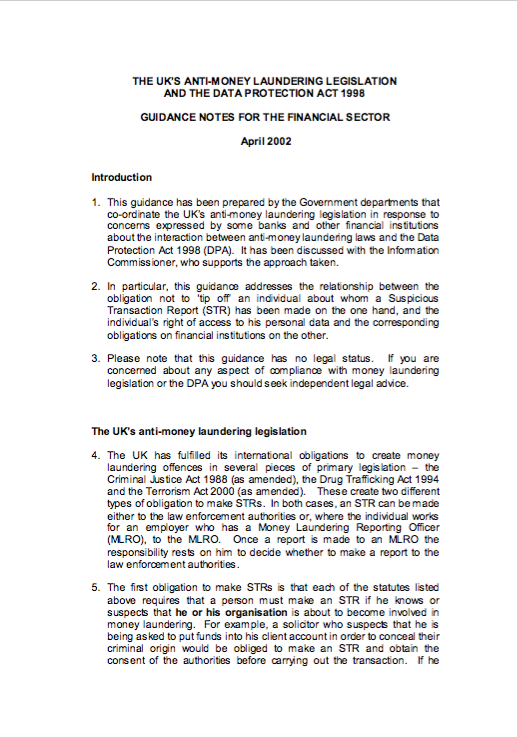 THE UK'S ANTI-MONEY LAUNDERING LEGISLATION
AND THE DATA PROTECTION ACT 1998
GUIDANCE NOTES FOR THE FINANCIAL SECTOR
April 2002
Introduction
1. This guidance has been prepared by the Government departments that
co-ordinate the UK's anti-money laundering legislation in response to
concerns expressed by some banks and other financial institutions
about the interaction between anti-money laundering laws and the Data
Protection Act 1998 (DPA). It has been discussed with the Information
Commissioner, who supports the approach taken.
2. In particular, this guidance addresses the relationship between the
obligation not to 'tip off' an individual about whom a Suspicious
Transaction Report (STR) has been made on the one hand, and the
individual's right of access to his personal data and the corresponding
obligations on financial institutions on the other.
3. Please note that this guidance has no legal status. If you are
concerned about any aspect of compliance with money laundering
legislation or the DPA you should seek independent legal advice.
The UK's anti-money laundering legislation
4. The UK has fulfilled its international obligations to create money
laundering offences in several pieces of primary legislation – the
Criminal Justice Act 1988 (as amended), the Drug Trafficking Act 1994
and the Terrorism Act 2000 (as amended). These create two different
types of obligation to make STRs. In both cases, an STR can be made
either to the law enforcement authorities or, where the individual works
for an employer who has a Money Laundering Reporting Officer
(MLRO), to the MLRO. Once a report is made to an MLRO the
responsibility rests on him to decide whether to make a report to the
law enforcement authorities.
5. The first obligation to make STRs is that each of the statutes listed
above requires that a person must make an STR if he knows or
suspects that he or his organisation is about to become involved in
money laundering. For example, a solicitor who suspects that he is
being asked to put funds into his client account in order to conceal their
criminal origin would be obliged to make an STR and obtain the
consent of the authorities before carrying out the transaction. If he